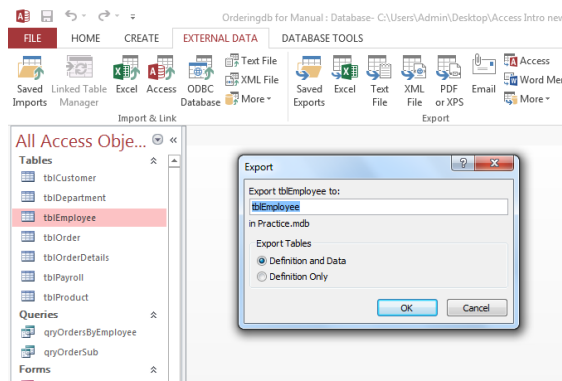 Orderingdb for Manual : Database- C:\Users\Admin\Desktop\Access Intro new
FILE HOME CREATE EXTERNAL DATA DATABASE TOOLS
Saved Imports
Linked Table Manager
Excel
Access
ODBC Database
Text File
XML File
More
Import & Link
Saved Exports
Excel
Text File
XML File
PDF or XPS
Email
Access
Word Mer
More
Export
All Access Obje...
Tables
tblCustomer
tblDepartment
tblEmployee
tblOrder
tblOrderDetails
tblPayroll
tblProduct
Queries
qryOrdersByEmployee
qryOrderSub
Forms
Export
Export tblEmployee to:
tblEmployee
in Practice.mdb
Export Tables
Definition and Data
Definition Only
OK Cancel